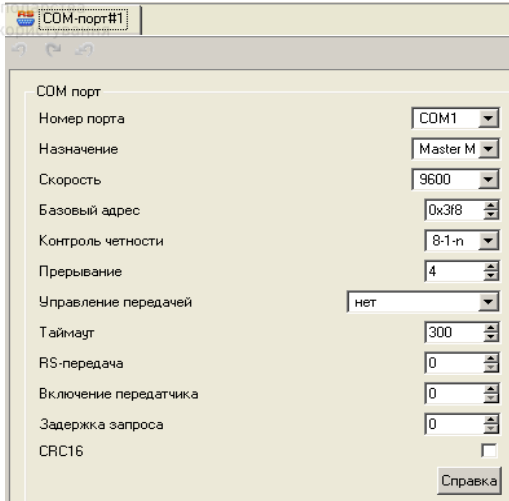 COM-порт#1
COM порт
Номер порта COM1
Назначение Master M
Скорость 9600
Базовый адрес 0x3f8
Контроль четности 8-1-n
Прерывание 4
Управление передачей нет
Таймаут 300
RS-передача 0
Включение передатчика 0
Задержка запроса 0
CRC16
Справка